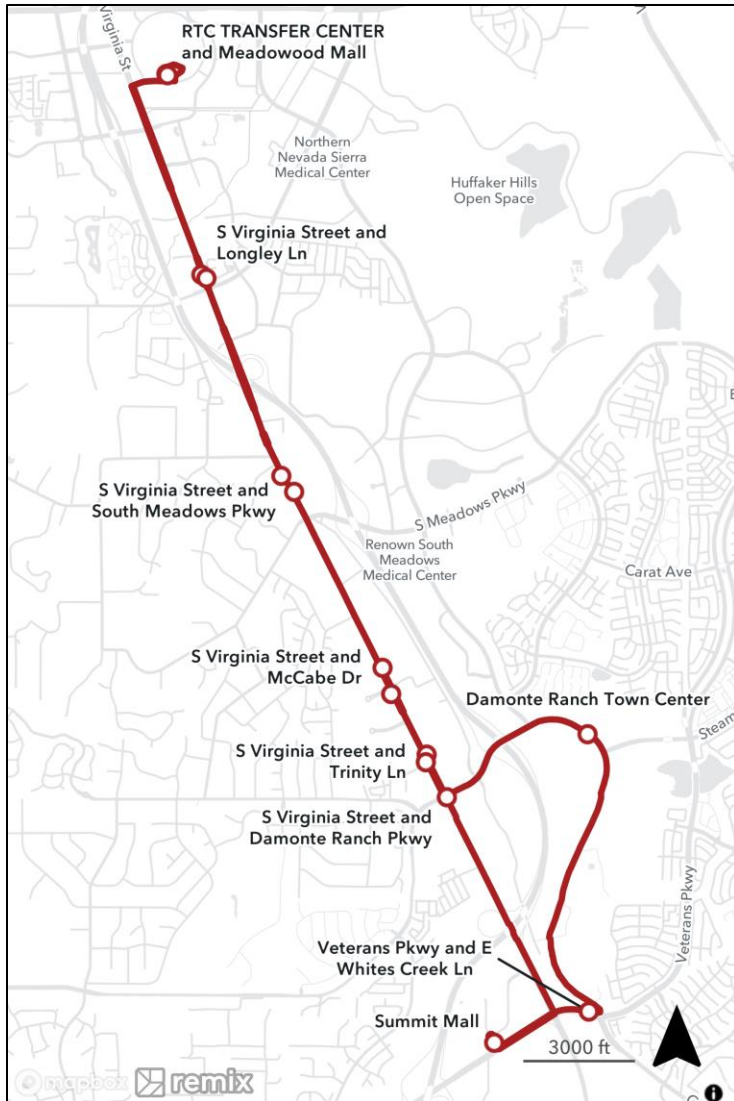 RTC TRANSFER CENTER
and Meadowood Mall
Virginia St
Northern
Nevada Sierra
Medical Center
Huffaker Hills
Open Space
S Virginia Street and
Longley Ln
S Virginia Street and
South Meadows Pkwy
S Meadows Pkwy
Renown South
Meadows
Medical Center
Carat Ave
S Virginia Street and
McCabe Dr
Damonte Ranch Town Center
Steam
S Virginia Street and
Trinity Ln
S Virginia Street and
Damonte Ranch Pkwy
Veterans Pkwy
Veterans Pkwy and E
Whites Creek Ln
Summit Mall
3000 ft
mapbox
remix